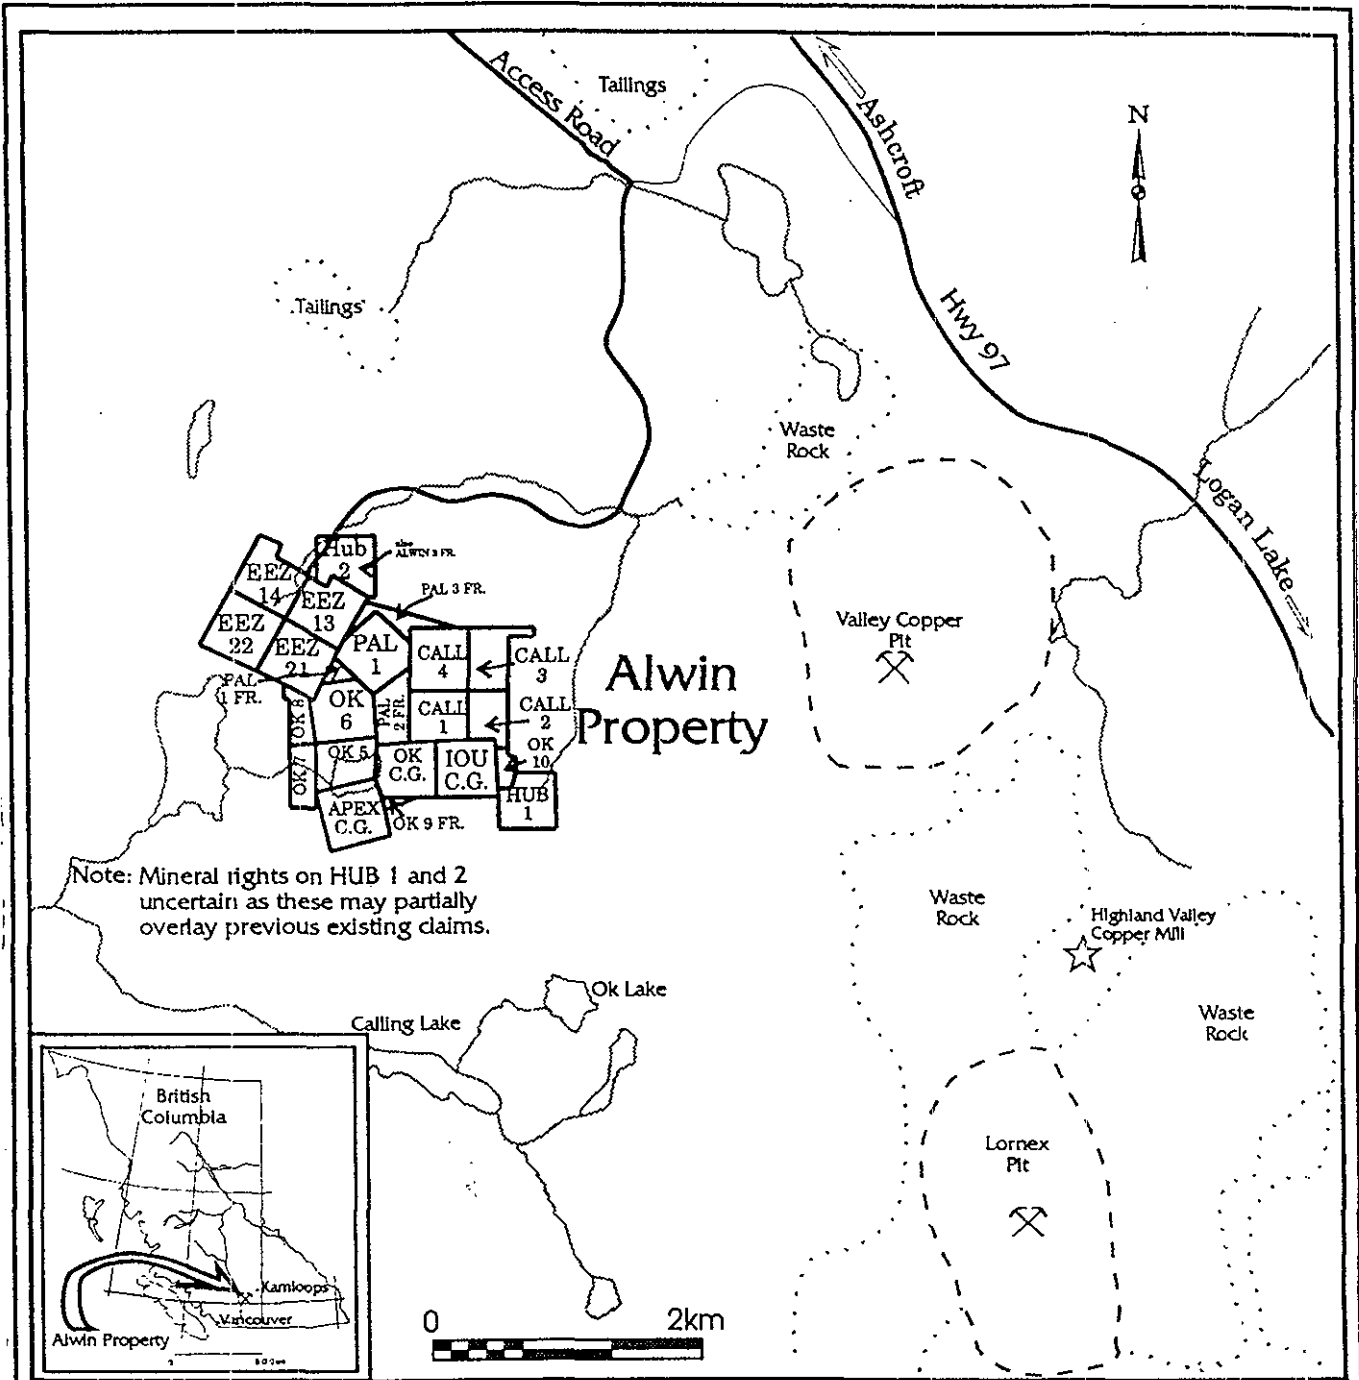 Access Road
Tailings
Ashcroft
N
Tailings
Hwy 97
Waste
Rock
Logan Lake
Hub
2
ALWIN 2 FR.
EEZ
14
EEZ
13
PAL 3 FR.
EEZ
22
EEZ
21
PAL
1
CALL
4
CALL
3
Valley Copper
Pit
Alwin
Property
PAL
1 FR.
OK 8
OK
6
PAL
2 FR.
CALL
1
CALL
2
OK 7
OK 5
OK
C.G.
IOU
C.G.
OK
10
HUB
1
APEX
C.G.
OK 9 FR.
Note: Mineral rights on HUB 1 and 2
uncertain as these may partially
overlay previous existing claims.
Waste
Rock
Highland Valley
Copper Mill
Ok Lake
Calling Lake
Waste
Rock
British
Columbia
Lornex
Pit
Kamloops
Vancouver
Alwin Property
0 2km